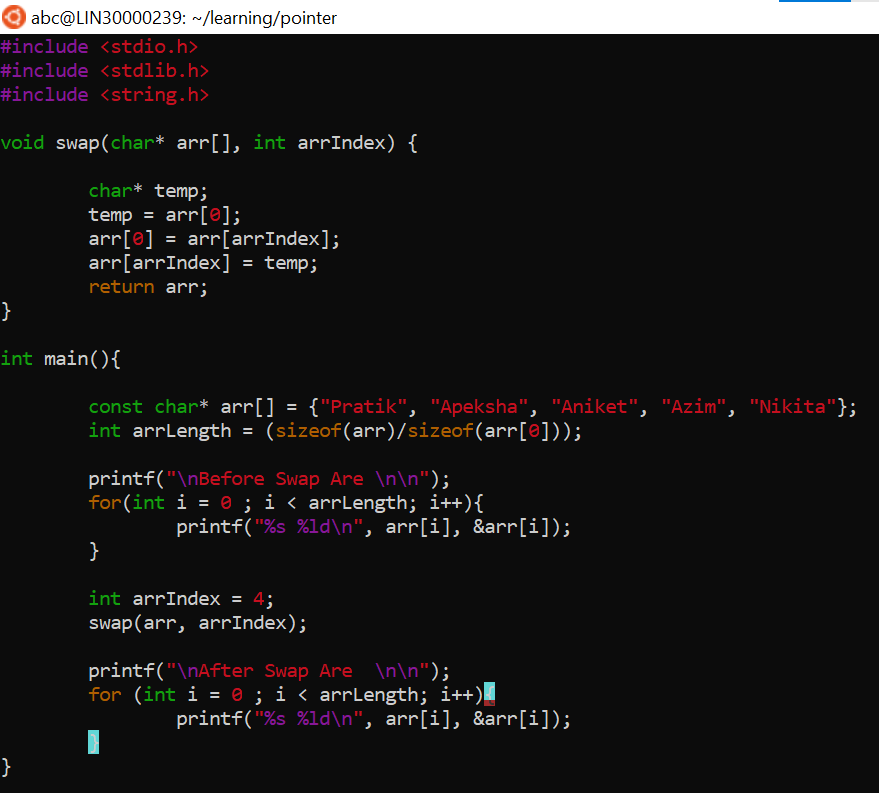 abc@LIN30000239: ~/learning/pointer
#include <stdio.h>
#include <stdlib.h>
#include <string.h>
void swap(char* arr[], int arrIndex) {
char* temp;
temp = arr[0];
arr[0] = arr[arrIndex];
arr[arrIndex] = temp;
return arr;
}
int main(){
const char* arr[] = {"Pratik", "Apeksha", "Aniket", "Azim", "Nikita"};
int arrLength = (sizeof(arr)/sizeof(arr[0]));
printf("\nBefore Swap Are \n\n");
for(int i = 0 ; i < arrLength; i++){
printf("%s %ld\n", arr[i], &arr[i]);
}
int arrIndex = 4;
swap(arr, arrIndex);
printf("\nAfter Swap Are  \n\n");
for (int i = 0 ; i < arrLength; i++){
printf("%s %ld\n", arr[i], &arr[i]);
}
}